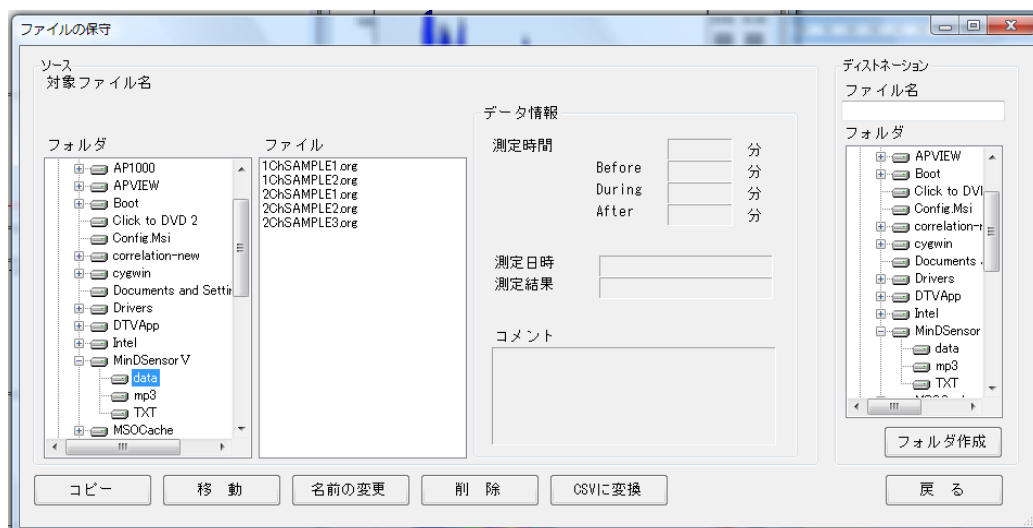 ファイルの保守
ソース
対象ファイル名
フォルダ
AP1000
APVIEW
Boot
Click to DVD 2
Config.Msi
correlation-new
cygwin
Documents and Settin
Drivers
DTVApp
Intel
MinDSensorV
data
mp3
TXT
MSOCache
ファイル
1ChSAMPLE1.org
1ChSAMPLE2.org
2ChSAMPLE1.org
2ChSAMPLE2.org
2ChSAMPLE3.org
データ情報
測定時間 分
Before 分
During 分
After 分
測定日時
測定結果
コメント
ディストネーション
ファイル名
フォルダ
APVIEW
Boot
Click to DV
Config.Msi
correlation-
cygwin
Documents
Drivers
DTVApp
Intel
MinDSensor
data
mp3
TXT
フォルダ作成
コピー 移 動 名前の変更 削 除 CSVに変換 戻 る